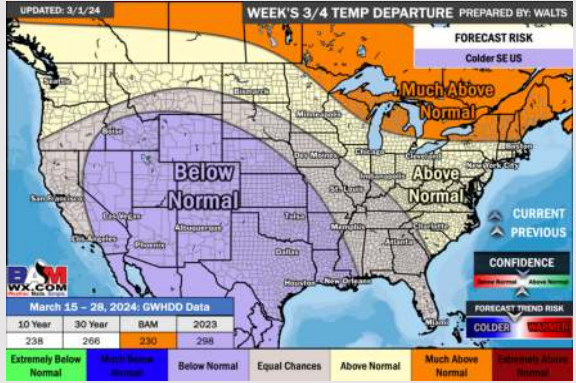 UPDATED: 3/1/24
WEEK'S 3/4 TEMP DEPARTURE
PREPARED BY: WALTS
FORECAST RISK
Colder SE US
Much Above
Normal
Seattle
Bismarck
Minneapolis
Boise
Boston
Chicago
Cleveland
New York City
Des Moines
Below
Normal
Indianapolis
Above
Normal
San Francisco
St. Louis
Las Vegas
Tulsa
Memphis
Charlotte
CURRENT
PREVIOUS
Los Angeles
Albuquerque
Phoenix
Atlanta
Dallas
CONFIDENCE
Below Normal
Above Normal
Houston
New Orleans
BAM
WX.COM
Miami
FORECAST TREND RISK
COLDER
WARMER
March 15 – 28, 2024: GWHDD Data
10 Year 30 Year BAM 2023
238 266 230 298
Extremely Below
Normal
Much Below
Normal
Below Normal
Equal Chances
Above Normal
Much Above
Normal
Extremely Above
Normal